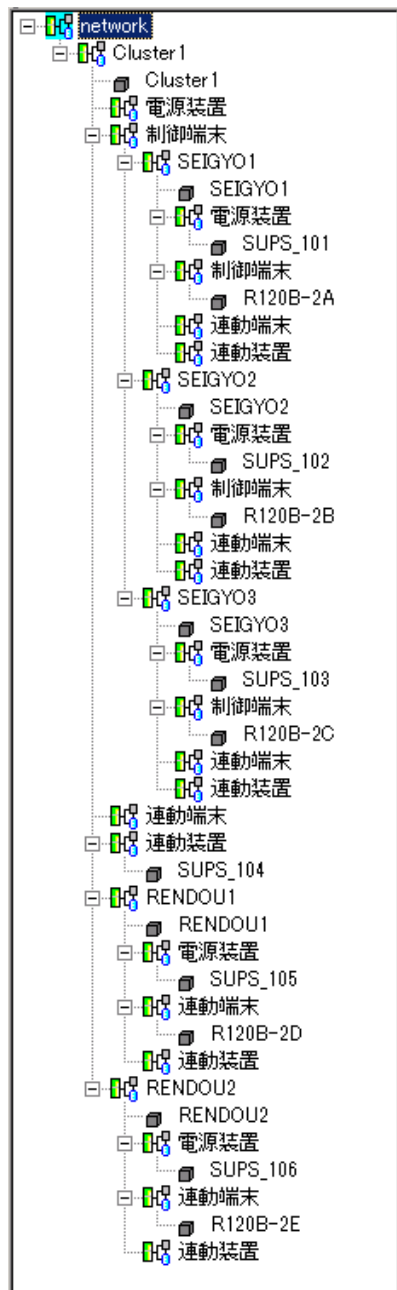 network
Cluster1
Cluster1
電源装置
制御端末
SEIGYO1
SEIGYO1
電源装置
SUPS_101
制御端末
R120B-2A
連動端末
連動装置
SEIGYO2
SEIGYO2
電源装置
SUPS_102
制御端末
R120B-2B
連動端末
連動装置
SEIGYO3
SEIGYO3
電源装置
SUPS_103
制御端末
R120B-2C
連動端末
連動装置
連動端末
連動装置
SUPS_104
RENDOU1
RENDOU1
電源装置
SUPS_105
連動端末
R120B-2D
連動装置
RENDOU2
RENDOU2
電源装置
SUPS_106
連動端末
R120B-2E
連動装置